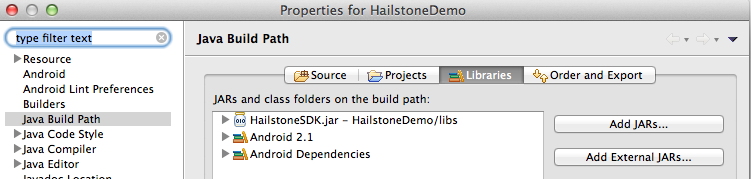 Properties for HailstoneDemo
type filter text
Resource
Android
Android Lint Preferences
Builders
Java Build Path
Java Code Style
Java Compiler
Java Editor
Javadoc Location
Java Build Path
Source Projects Libraries Order and Export
JARs and class folders on the build path:
HailstoneSDK.jar - HailstoneDemo/libs
Android 2.1
Android Dependencies
Add JARs...
Add External JARs...